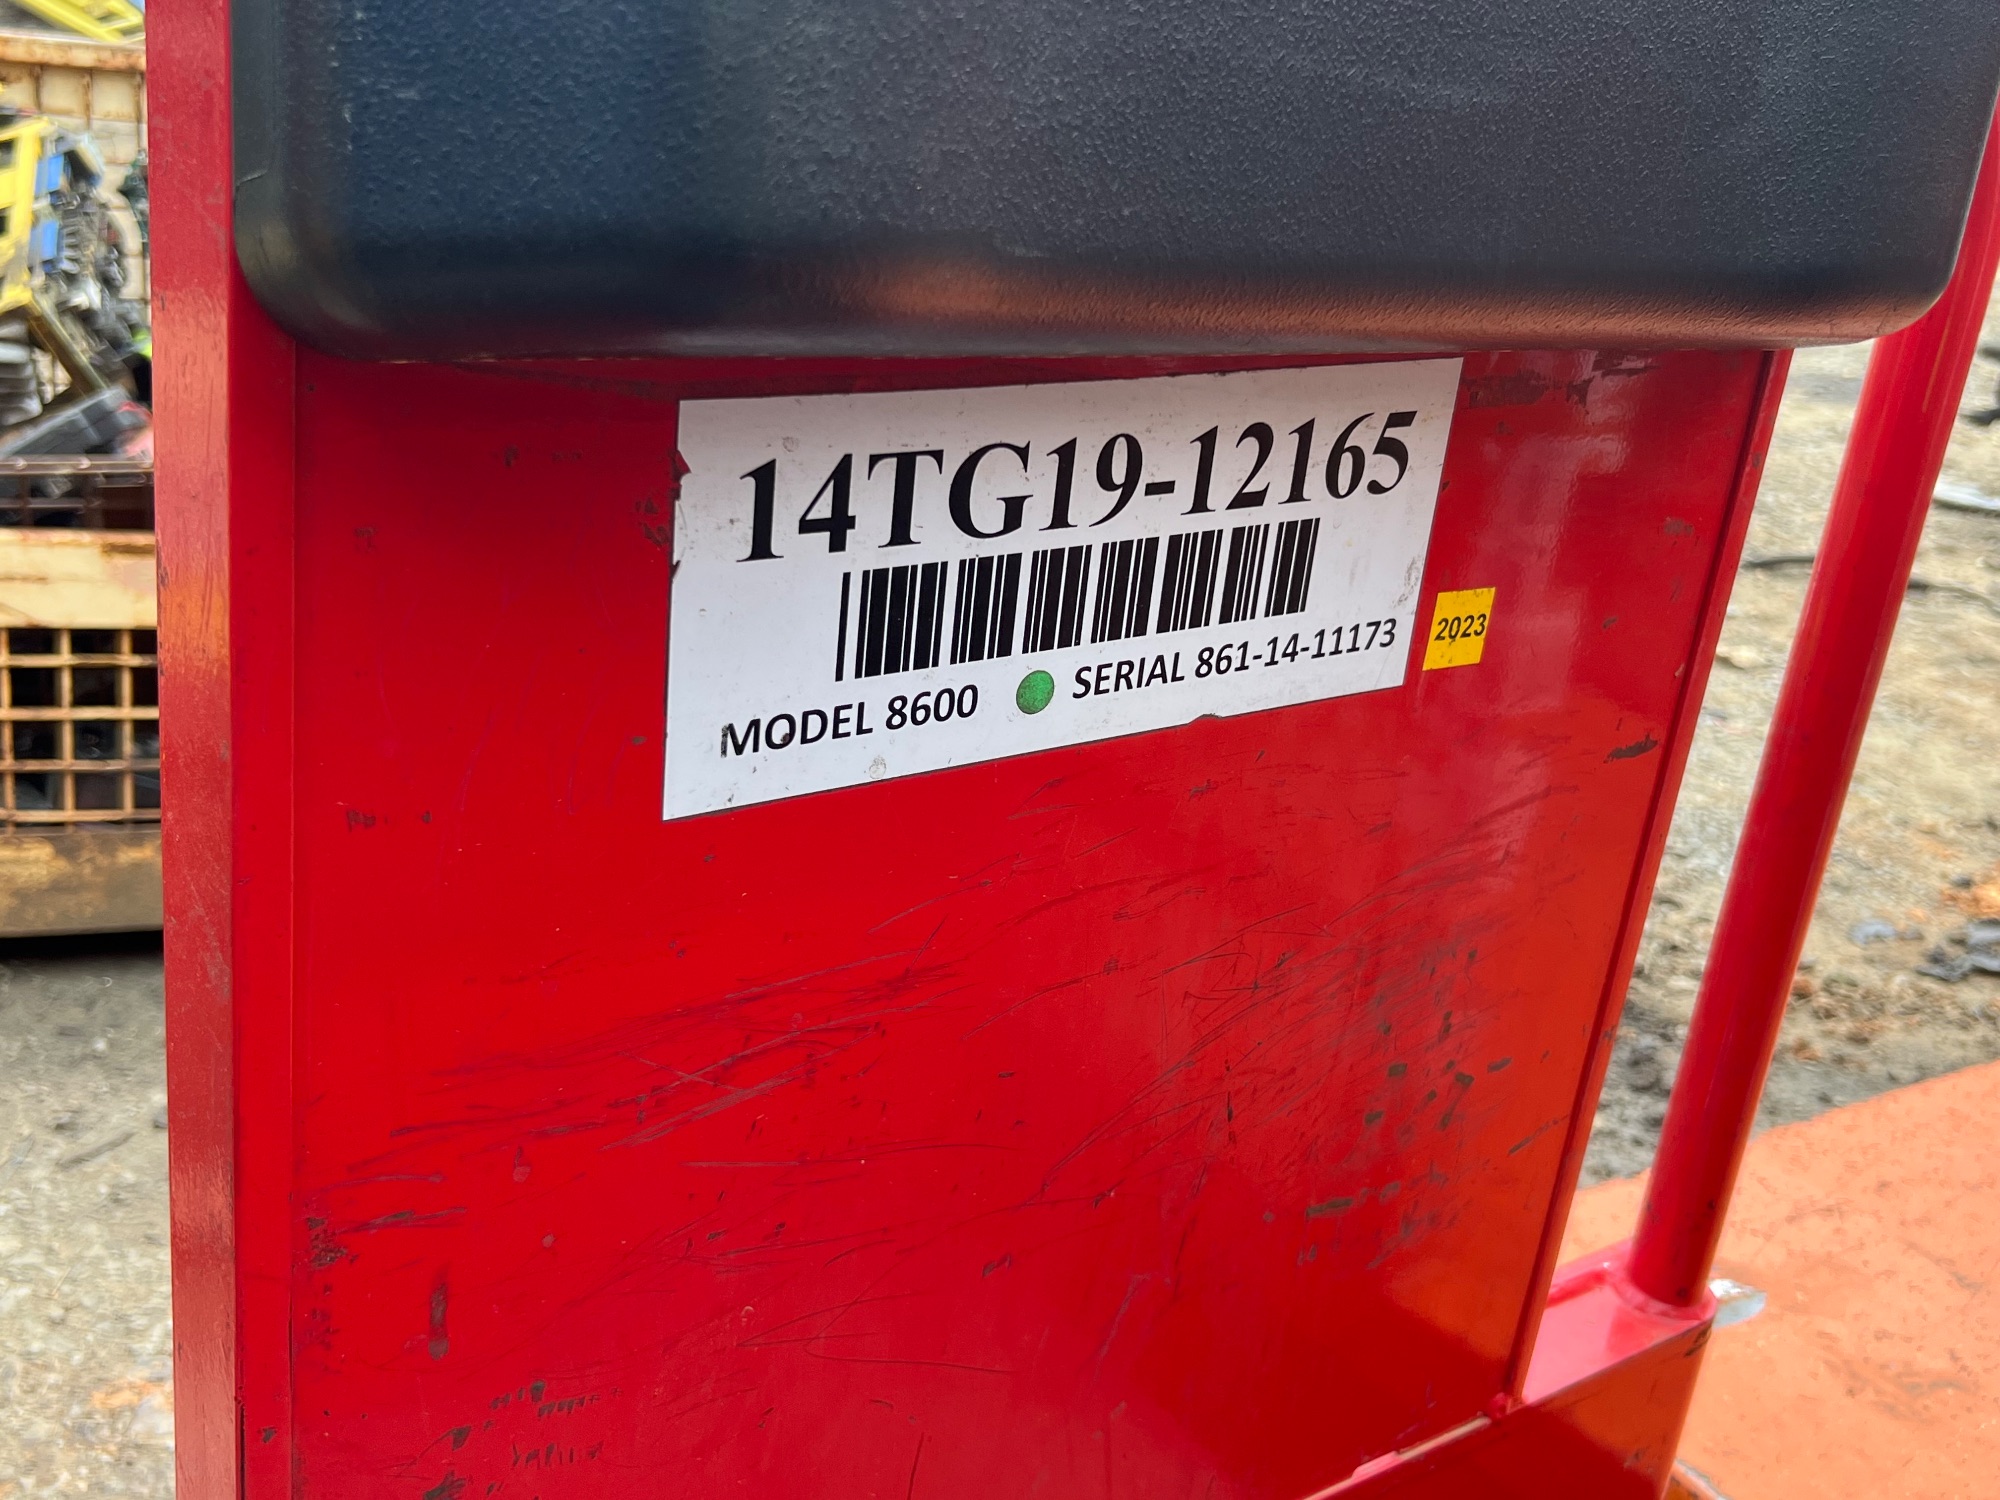 14TG19-12165
MODEL 8600 SERIAL 861-14-11173
2023